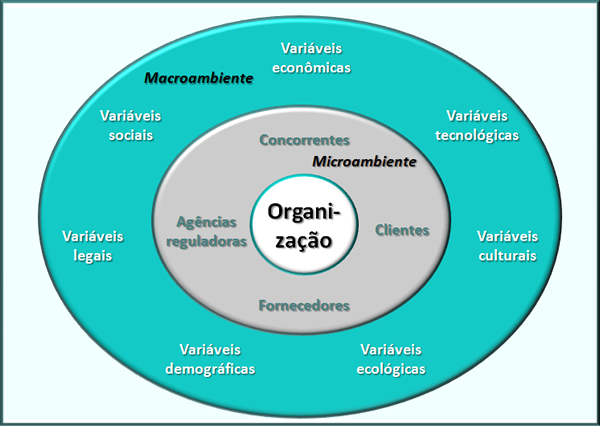 Variáveis
econômicas
Macroambiente
Variáveis
sociais
Variáveis
tecnológicas
Concorrentes
Microambiente
Organi-
zação
Agências
reguladoras
Clientes
Variáveis
legais
Variáveis
culturais
Fornecedores
Variáveis
demográficas
Variáveis
ecológicas